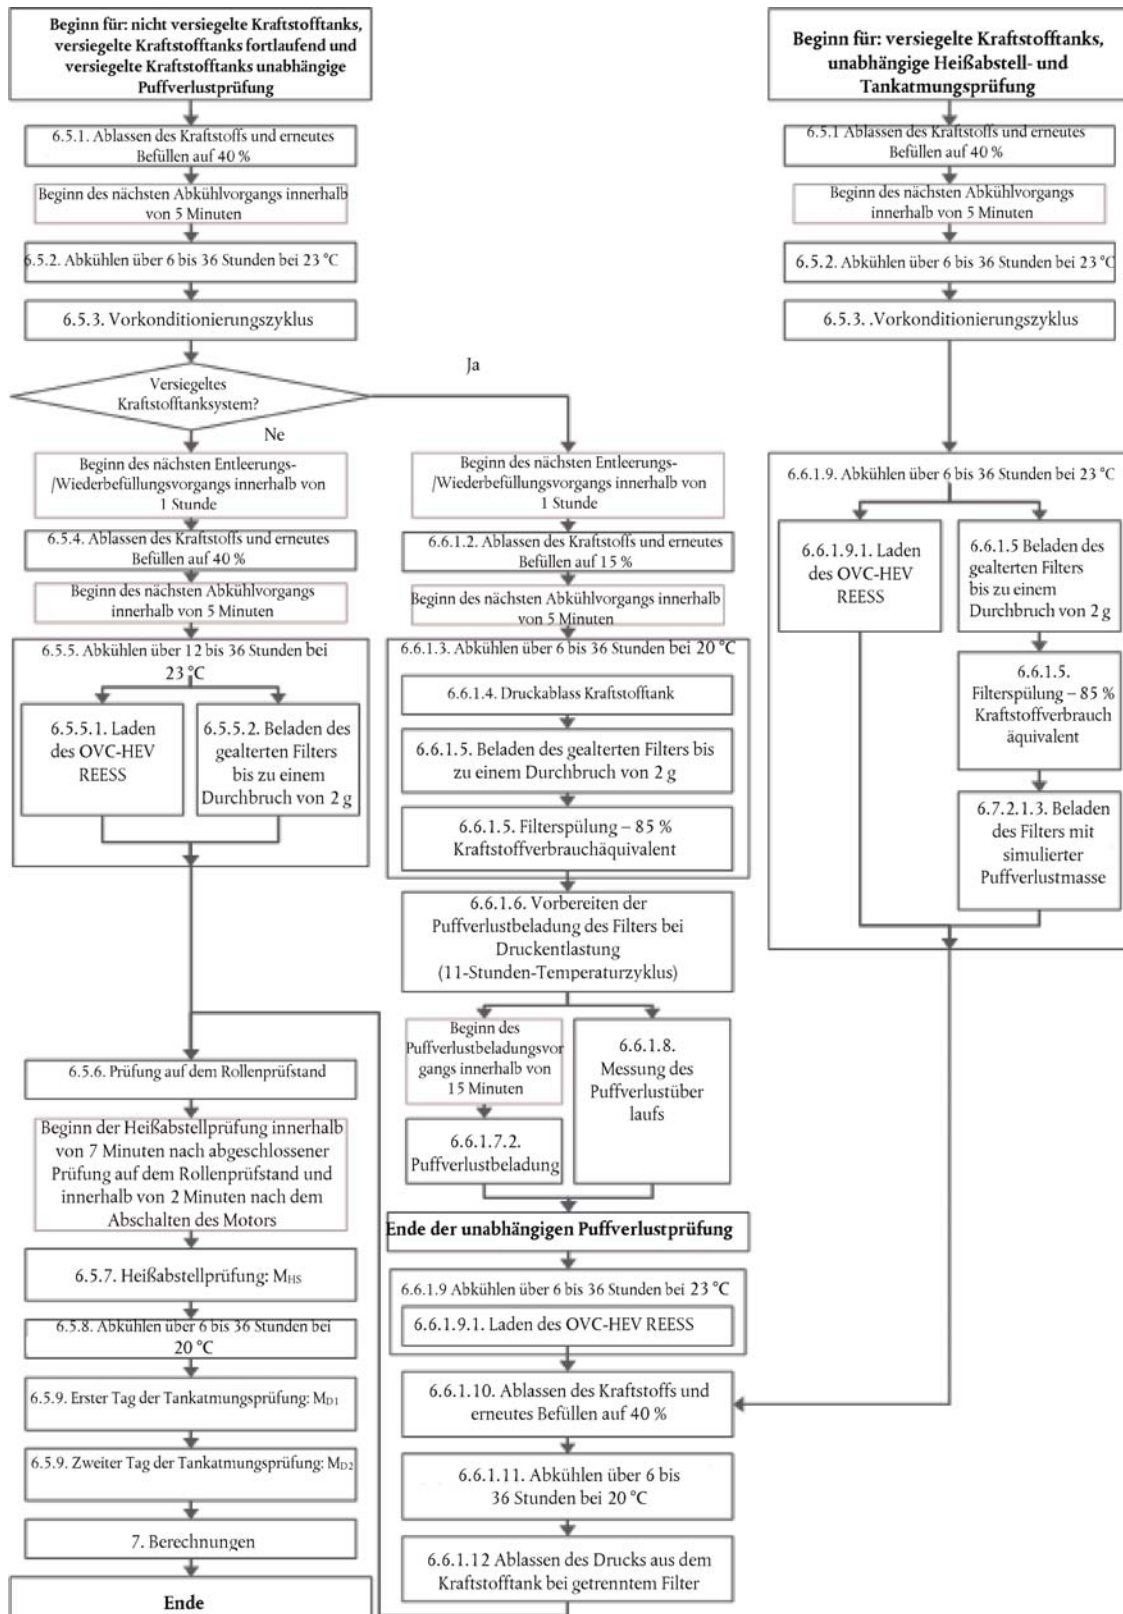 Beginn für: nicht versiegelte Kraftstofftanks,
versiegelte Kraftstofftanks fortlaufend und
versiegelte Kraftstofftanks unabhängige
Puffverlustprüfung
6.5.1. Ablassen des Kraftstoffs und erneutes
Befüllen auf 40 %
Beginn des nächsten Abkühlvorgangs innerhalb
von 5 Minuten
6.5.2. Abkühlen über 6 bis 36 Stunden bei 23 °C
6.5.3. Vorkonditionierungszyklus
Versiegeltes
Kraftstofftanksystem?
Ja
Ne
Beginn des nächsten Entleerungs-
/Wiederbefüllungsvorgangs innerhalb von
1 Stunde
6.5.4. Ablassen des Kraftstoffs und erneutes
Befüllen auf 40 %
Beginn des nächsten Abkühlvorgangs
innerhalb von 5 Minuten
6.5.5. Abkühlen über 12 bis 36 Stunden bei
23 °C
6.5.5.1. Laden
des OVC-HEV
REESS
6.5.5.2. Beladen des
gealterten Filters
bis zu einem
Durchbruch von 2 g
6.5.6. Prüfung auf dem Rollenprüfstand
Beginn der Heißabstellprüfung innerhalb
von 7 Minuten nach abgeschlossener
Prüfung auf dem Rollenprüfstand und
innerhalb von 2 Minuten nach dem
Abschalten des Motors
6.5.7. Heißabstellprüfung: MHS
6.5.8. Abkühlen über 6 bis 36 Stunden bei
20 °C
6.5.9. Erster Tag der Tankatmungsprüfung: MD1
6.5.9. Zweiter Tag der Tankatmungsprüfung: MD2
7. Berechnungen
Ende
Beginn des nächsten Entleerungs-
/Wiederbefüllungsvorgangs innerhalb von
1 Stunde
6.6.1.2. Ablassen des Kraftstoffs und erneutes
Befüllen auf 15 %
Beginn des nächsten Abkühlvorgangs innerhalb
von 5 Minuten
6.6.1.3. Abkühlen über 6 bis 36 Stunden bei 20 °C
6.6.1.4. Druckablass Kraftstofftank
6.6.1.5. Beladen des gealterten Filters bis
zu einem Durchbruch von 2 g
6.6.1.5. Filterspülung – 85 %
Kraftstoffverbrauchäquivalent
6.6.1.6. Vorbereiten der
Puffverlustbeladung des Filters bei
Druckentlastung
(11-Stunden-Temperaturzyklus)
Beginn des
Puffverlustbeladungsvor
gangs innerhalb von
15 Minuten
6.6.1.7.2.
Puffverlustbeladung
6.6.1.8.
Messung des
Puffverlustüber
laufs
Ende der unabhängigen Puffverlustprüfung
6.6.1.9 Abkühlen über 6 bis 36 Stunden bei 23 °C
6.6.1.9.1. Laden des OVC-HEV REESS
6.6.1.10. Ablassen des Kraftstoffs und
erneutes Befüllen auf 40 %
6.6.1.11. Abkühlen über 6 bis
36 Stunden bei 20 °C
6.6.1.12 Ablassen des Drucks aus dem
Kraftstofftank bei getrenntem Filter
Beginn für: versiegelte Kraftstofftanks,
unabhängige Heißabstell- und
Tankatmungsprüfung
6.5.1 Ablassen des Kraftstoffs und erneutes
Befüllen auf 40 %
Beginn des nächsten Abkühlvorgangs
innerhalb von 5 Minuten
6.5.2. Abkühlen über 6 bis 36 Stunden bei 23 °C
6.5.3. .Vorkonditionierungszyklus
6.6.1.9. Abkühlen über 6 bis 36 Stunden bei 23 °C
6.6.1.9.1. Laden
des OVC-HEV
REESS
6.6.1.5 Beladen des
gealterten Filters
bis zu einem
Durchbruch von 2 g
6.6.1.5.
Filterspülung – 85 %
Kraftstoffverbrauch
äquivalent
6.7.2.1.3. Beladen
des Filters mit
simulierter
Puffverlustmasse